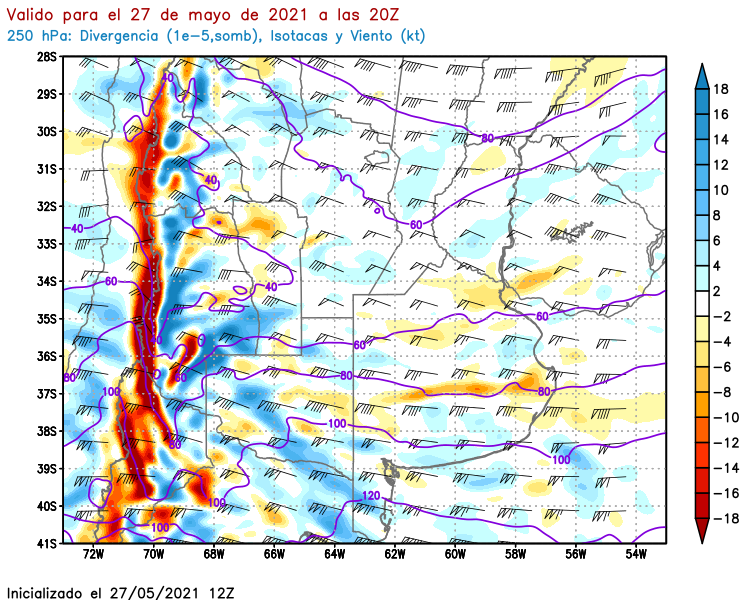 Valido para el 27 de mayo de 2021 a las 20Z
250 hPa: Divergencia (1e−5,somb), Isotacas y Viento (kt)
28S
29S
30S
31S
32S
33S
34S
35S
36S
37S
38S
39S
40S
41S
72W 70W 68W 66W 64W 62W 60W 58W 56W 54W
40
80
40
60
40
60
40
60
60
60
80
80
80
80
100
100
60
100
120
100
100
18
16
14
12
10
8
6
4
2
−2
−4
−6
−8
−10
−12
−14
−16
−18
Inicializado el 27/05/2021 12Z